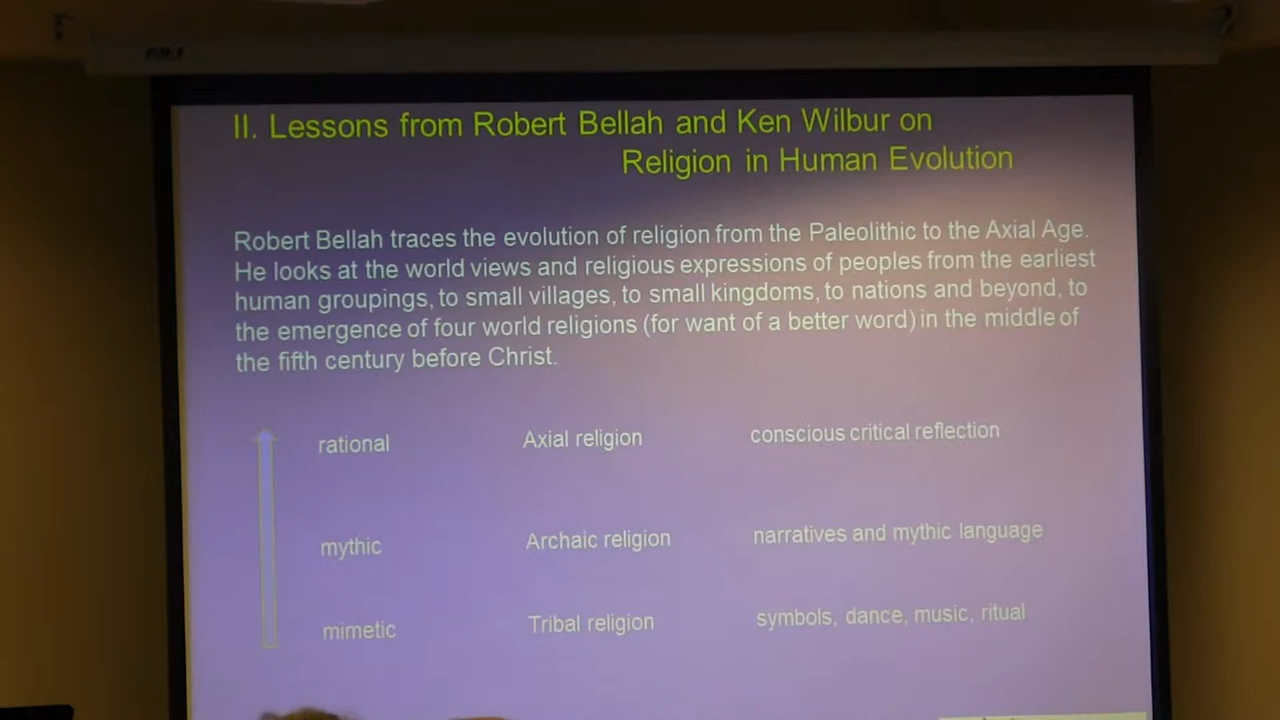 II. Lessons from Robert Bellah and Ken Wilbur on
Religion in Human Evolution
Robert Bellah traces the evolution of religion from the Paleolithic to the Axial Age.
He looks at the world views and religious expressions of peoples from the earliest
human groupings, to small villages, to small kingdoms, to nations and beyond, to
the emergence of four world religions (for want of a better word) in the middle of
the fifth century before Christ.
rational Axial religion conscious critical reflection
mythic Archaic religion narratives and mythic language
mimetic Tribal religion symbols, dance, music, ritual